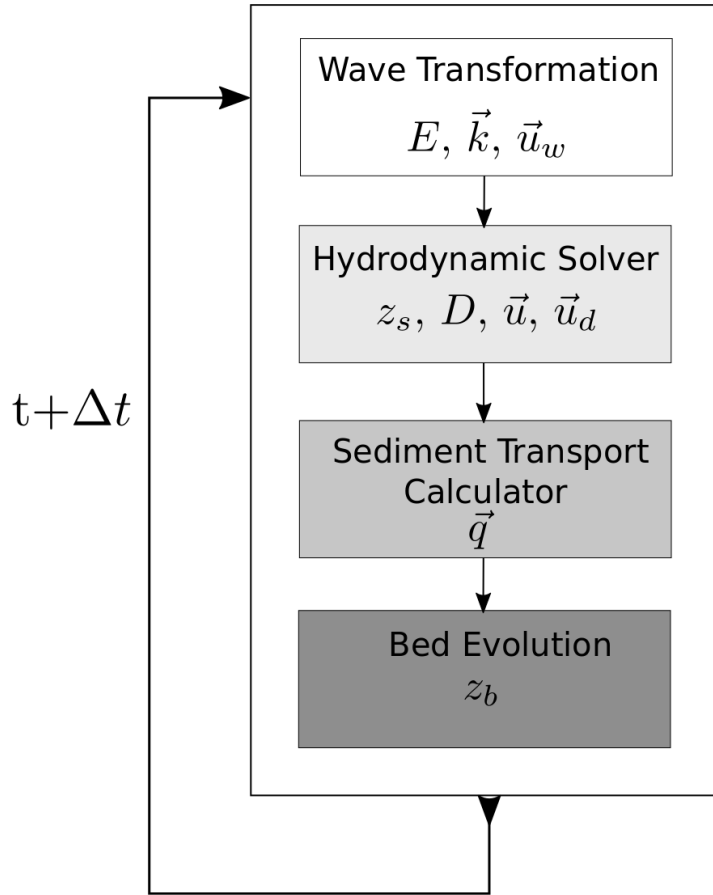 Wave Transformation
E, k⃗, u⃗_w
Hydrodynamic Solver
z_s, D, u⃗, u⃗_d
t+Δt
Sediment Transport
Calculator
q⃗
Bed Evolution
z_b